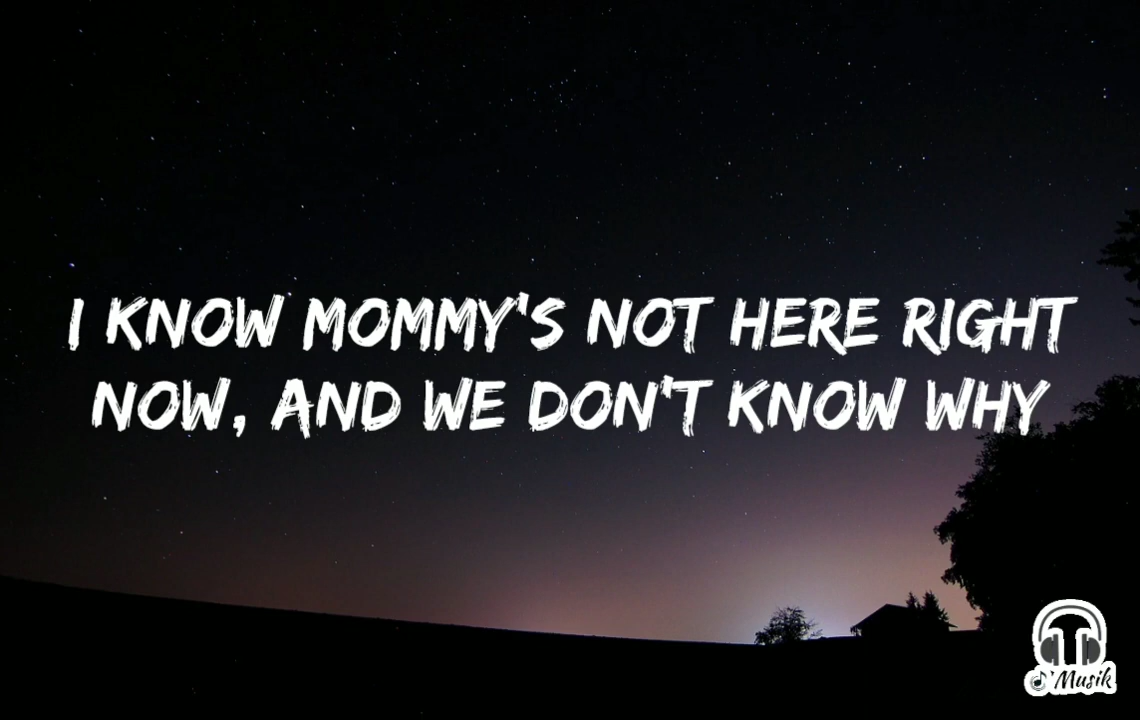 I KNOW MOMMY'S NOT HERE RIGHT
NOW, AND WE DON'T KNOW WHY
Musik